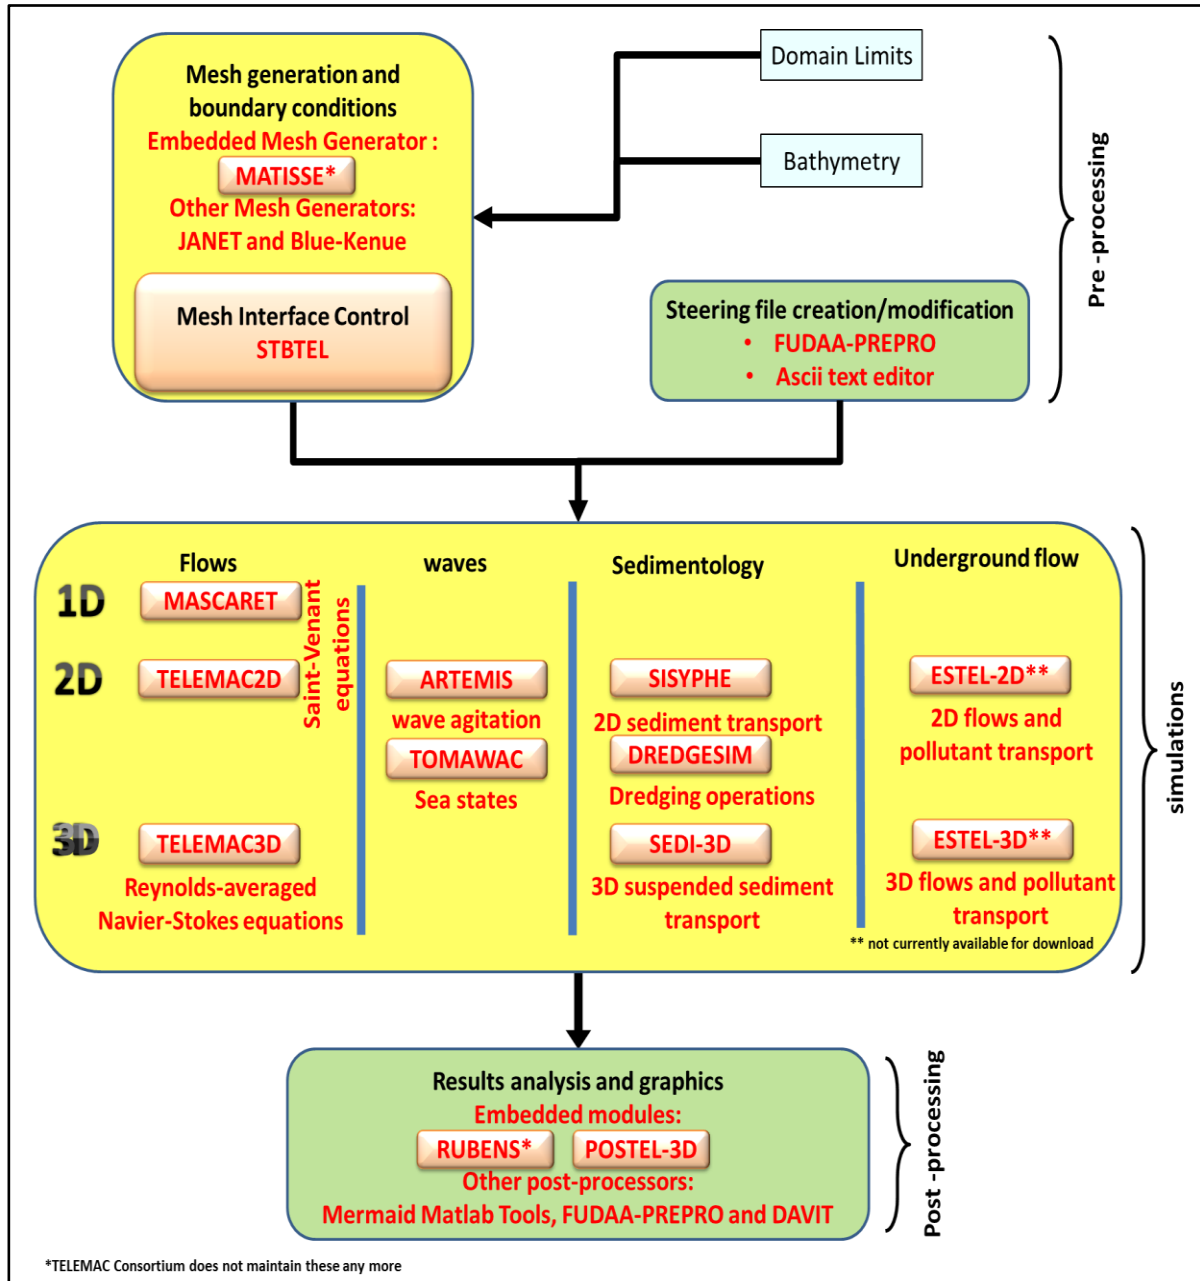 Mesh generation and
boundary conditions
Embedded Mesh Generator :
MATISSE*
Other Mesh Generators:
JANET and Blue-Kenue
Mesh Interface Control
STBTEL
Domain Limits
Bathymetry
Steering file creation/modification
• FUDAA-PREPRO
• Ascii text editor
Pre -processing
Flows
waves
Sedimentology
Underground flow
1D
MASCARET
Saint-Venant
equations
2D
TELEMAC2D
ARTEMIS
wave agitation
TOMAWAC
Sea states
SISYPHE
2D sediment transport
DREDGESIM
Dredging operations
ESTEL-2D**
2D flows and
pollutant transport
3D
TELEMAC3D
Reynolds-averaged
Navier-Stokes equations
SEDI-3D
3D suspended sediment
transport
ESTEL-3D**
3D flows and pollutant
transport
** not currently available for download
simulations
Results analysis and graphics
Embedded modules:
RUBENS* POSTEL-3D
Other post-processors:
Mermaid Matlab Tools, FUDAA-PREPRO and DAVIT
Post -processing
*TELEMAC Consortium does not maintain these any more